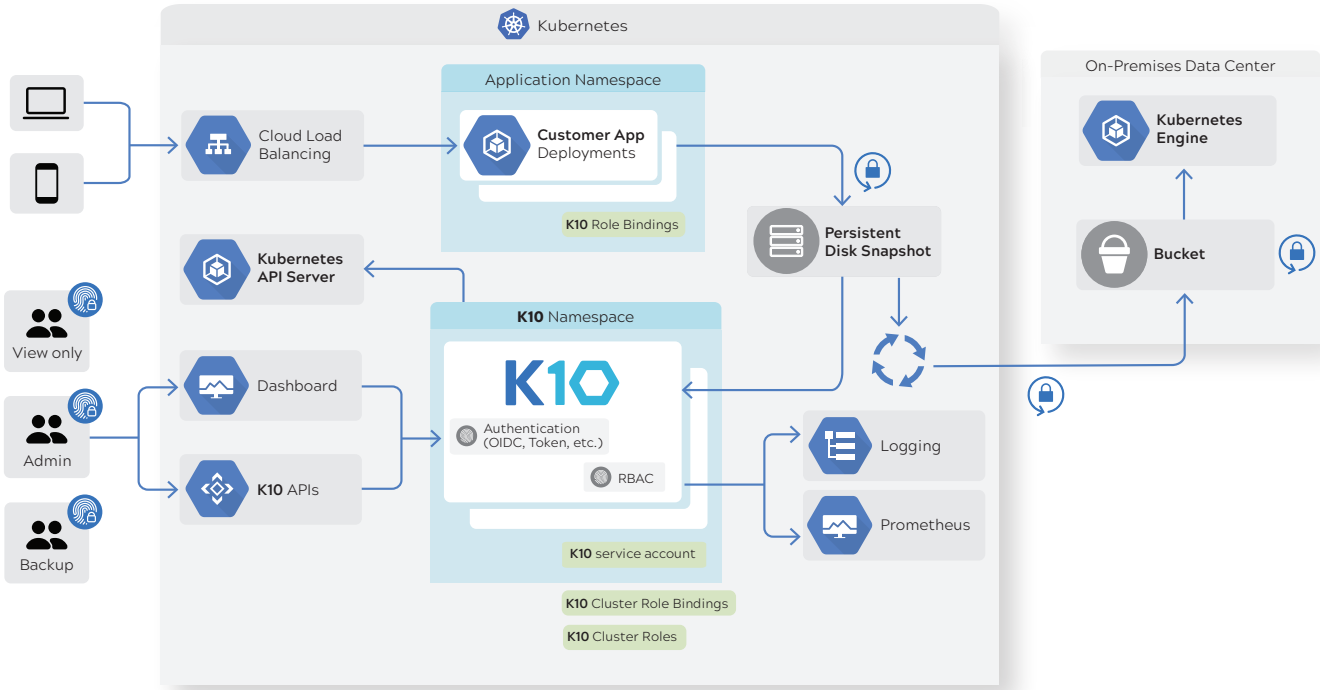 Kubernetes
On-Premises Data Center
Application Namespace
Cloud Load
Balancing
Customer App
Deployments
Kubernetes
Engine
K10 Role Bindings
Persistent
Disk Snapshot
Bucket
Kubernetes
API Server
K10 Namespace
View only
K10
Dashboard
Authentication
(OIDC, Token, etc.)
Logging
Admin
RBAC
K10 APIs
Prometheus
Backup
K10 service account
K10 Cluster Role Bindings
K10 Cluster Roles